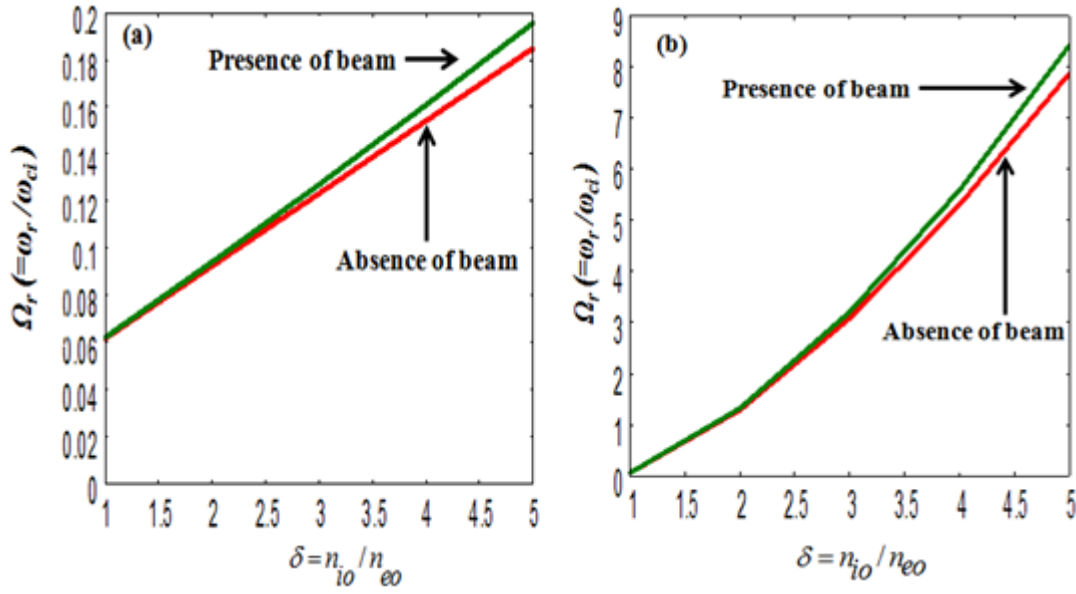 (a)
Presence of beam
Absence of beam
Ωr (=ωr/ωci)
0.2
0.18
0.16
0.14
0.12
0.1
0.08
0.06
0.04
0.02
0
1 1.5 2 2.5 3 3.5 4 4.5 5
δ=nio/neo
(b)
Presence of beam
Absence of beam
Ωr (=ωr/ωci)
9
8
7
6
5
4
3
2
1
0
1 1.5 2 2.5 3 3.5 4 4.5 5
δ=nio/neo